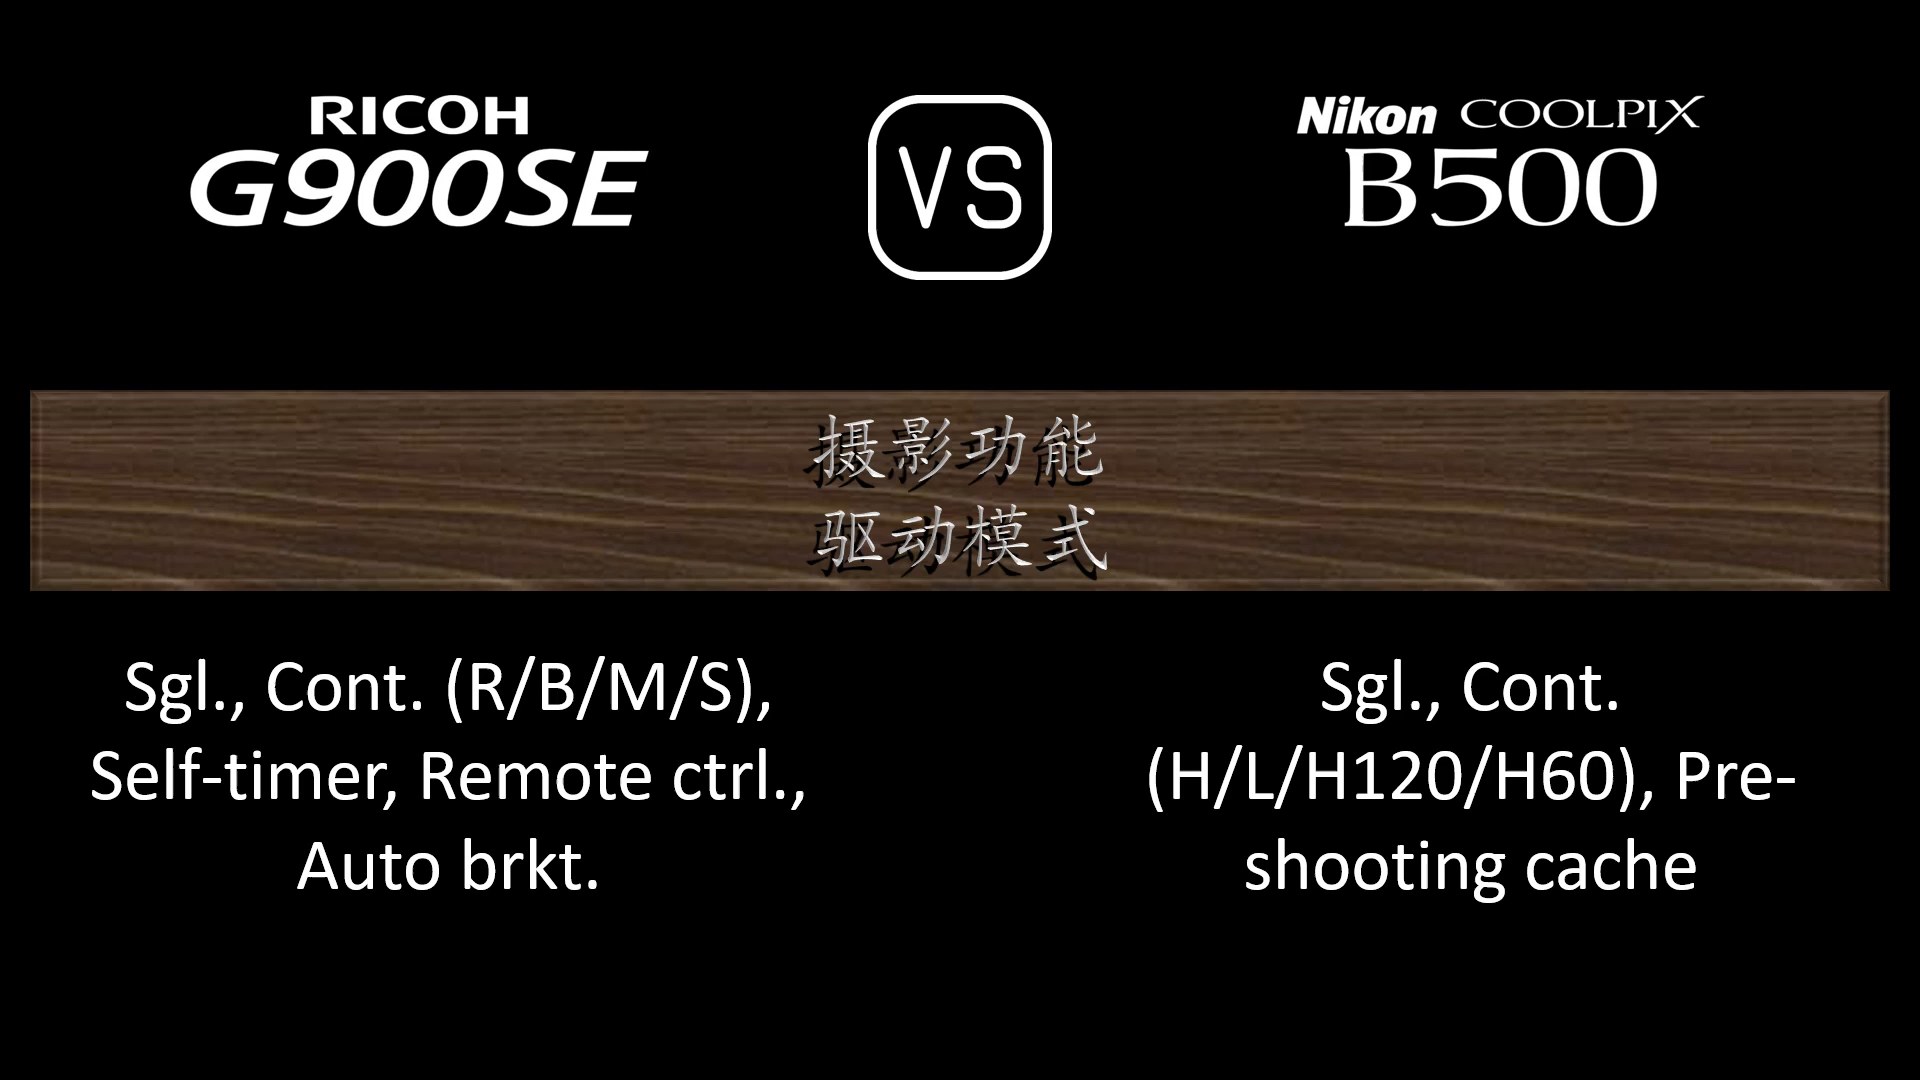 RICOH
G900SE
VS
Nikon COOLPIX
B500
摄影功能
驱动模式
Sgl., Cont. (R/B/M/S),
Self-timer, Remote ctrl.,
Auto brkt.
Sgl., Cont.
(H/L/H120/H60), Pre-
shooting cache